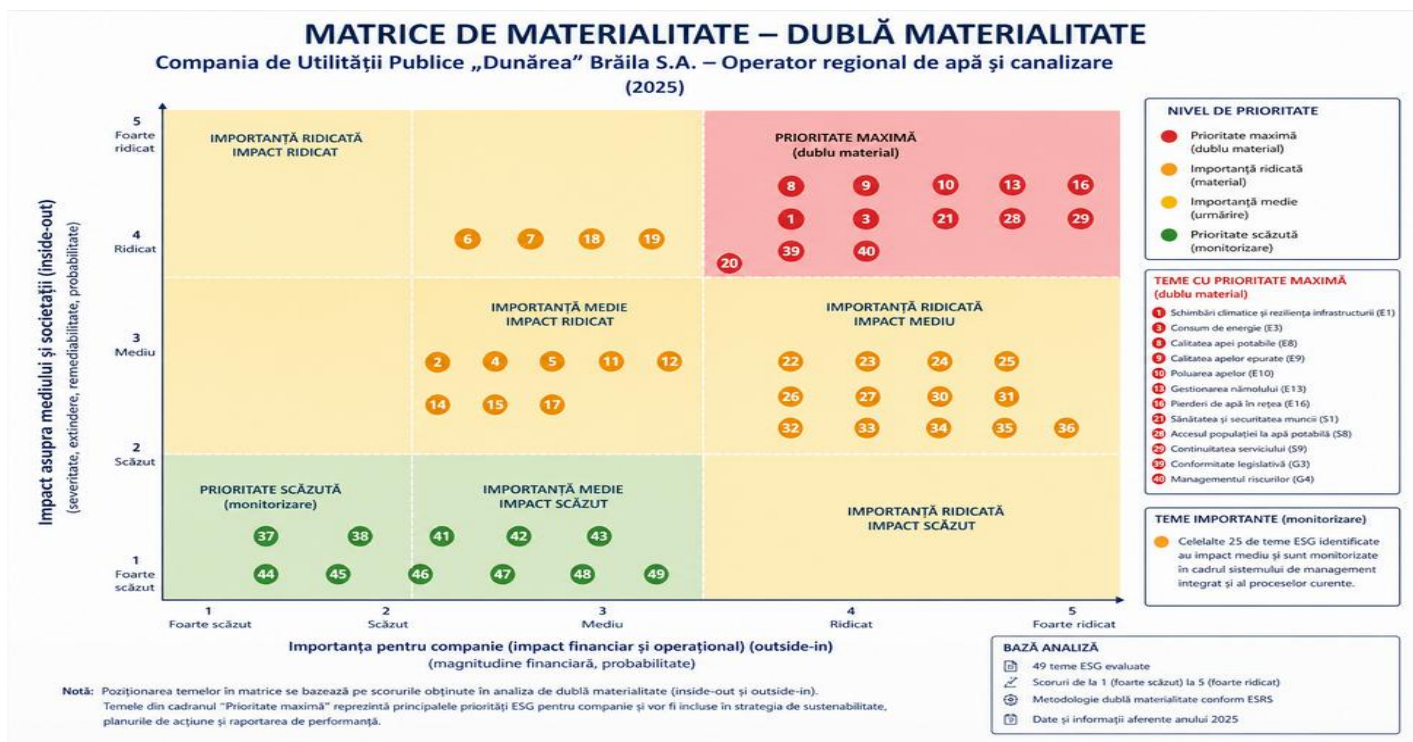 MATRICE DE MATERIALITATE – DUBLĂ MATERIALITATE
Compania de Utilității Publice „Dunărea” Brăila S.A. – Operator regional de apă și canalizare
(2025)
Impact asupra mediului și societății (inside-out)
(severitate, extindere, remediabilitate, probabilitate)
5
Foarte
ridicat
4
Ridicat
3
Mediu
2
Scăzut
1
Foarte
scăzut
IMPORTANȚĂ RIDICATĂ
IMPACT RIDICAT
6 7 18 19
PRIORITATE MAXIMĂ
(dublu material)
8 9 10 13 16
1 3 21 28 29
39 40
20
IMPORTANȚĂ MEDIE
IMPACT RIDICAT
2 4 5 11 12
14 15 17
IMPORTANȚĂ RIDICATĂ
IMPACT MEDIU
22 23 24 25
26 27 30 31
32 33 34 35 36
PRIORITATE SCĂZUTĂ
(monitorizare)
IMPORTANȚĂ MEDIE
IMPACT SCĂZUT
37 38 41 42 43
44 45 46 47 48 49
IMPORTANȚĂ RIDICATĂ
IMPACT SCĂZUT
1
Foarte scăzut
2
Scăzut
3
Mediu
4
Ridicat
5
Foarte ridicat
Importanța pentru companie (impact financiar și operațional) (outside-in)
(magnitudine financiară, probabilitate)
NIVEL DE PRIORITATE
Prioritate maximă
(dublu material)
Importanță ridicată
(material)
Importanță medie
(urmărire)
Prioritate scăzută
(monitorizare)
TEME CU PRIORITATE MAXIMĂ
(dublu material)
1 Schimbări climatice și reziliența infrastructurii (E1)
3 Consum de energie (E3)
8 Calitatea apei potabile (E8)
9 Calitatea apelor epurate (E9)
10 Poluarea apelor (E10)
13 Gestionarea nămolului (E13)
16 Pierderi de apă în rețea (E16)
21 Sănătatea și securitatea muncii (S1)
28 Accesul populației la apă potabilă (S8)
29 Continuitatea serviciului (S9)
39 Conformitate legislativă (G3)
40 Managementul riscurilor (G4)
TEME IMPORTANTE (monitorizare)
Celelalte 25 de teme ESG identificate
au impact mediu și sunt monitorizate
în cadrul sistemului de management
integrat și al proceselor curente.
BAZĂ ANALIZĂ
49 teme ESG evaluate
Scoruri de la 1 (foarte scăzut) la 5 (foarte ridicat)
Metodologie dublă materialitate conform ESRS
Date și informații aferente anului 2025
Notă: Poziționarea temelor în matrice se bazează pe scorurile obținute în analiza de dublă materialitate (inside-out și outside-in).
Temele din cadranul "Prioritate maximă" reprezintă principalele priorități ESG pentru companie și vor fi incluse în strategia de sustenabilitate,
planurile de acțiune și raportarea de performanță.